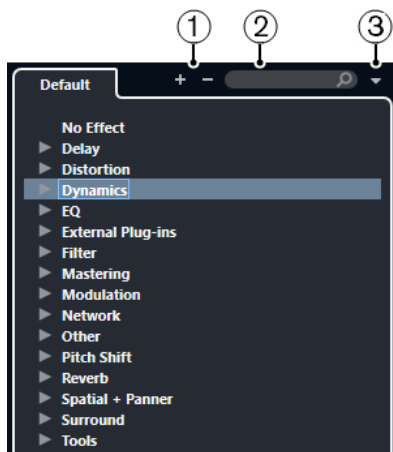 1 2 3
Default + −
No Effect
Delay
Distortion
Dynamics
EQ
External Plug-ins
Filter
Mastering
Modulation
Network
Other
Pitch Shift
Reverb
Spatial + Panner
Surround
Tools